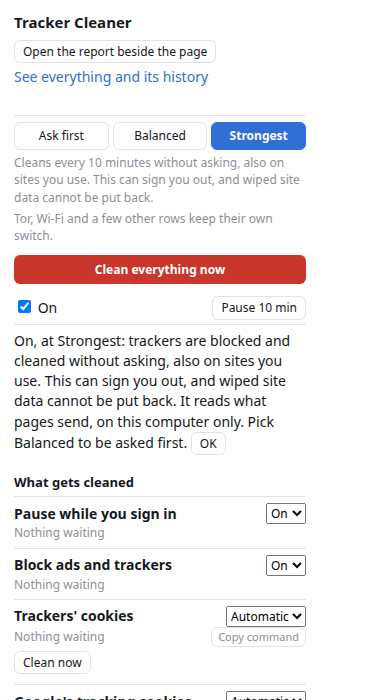 Tracker Cleaner
Open the report beside the page
See everything and its history
Ask first
Balanced
Strongest
Cleans every 10 minutes without asking, also on
sites you use. This can sign you out, and wiped site
data cannot be put back.
Tor, Wi-Fi and a few other rows keep their own
switch.
Clean everything now
On
Pause 10 min
On, at Strongest: trackers are blocked and
cleaned without asking, also on sites you
use. This can sign you out, and wiped site
data cannot be put back. It reads what
pages send, on this computer only. Pick
Balanced to be asked first. OK
What gets cleaned
Pause while you sign in
On
Nothing waiting
Block ads and trackers
On
Nothing waiting
Trackers' cookies
Automatic
Nothing waiting
Copy command
Clean now